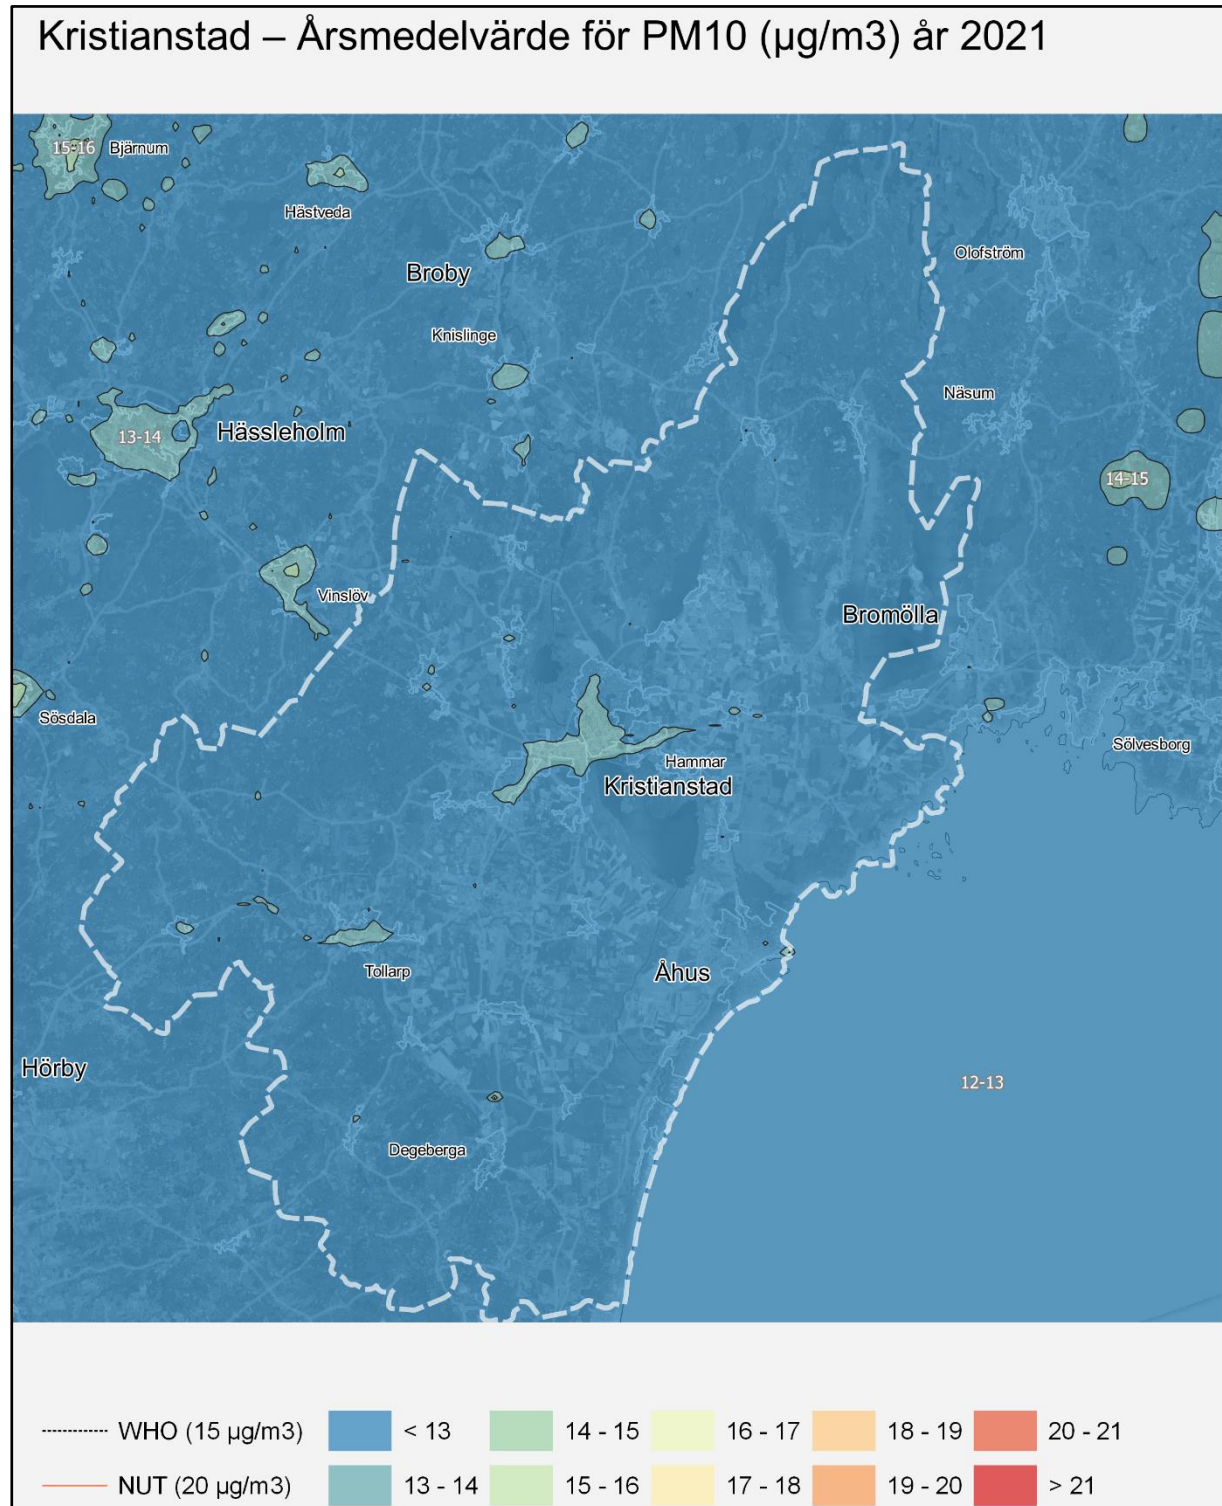 Kristianstad – Årsmedelvärde för PM10 (µg/m3) år 2021
15-16 Bjärnum
Hästveda
Broby
Olofström
Knislinge
Näsum
13-14 Hässleholm
14-15
Vinslöv
Bromölla
Sösdala
Sölvesborg
Hammar
Kristianstad
Tollarp
Åhus
Hörby
12-13
Degeberga
WHO (15 µg/m3) < 13 14 - 15 16 - 17 18 - 19 20 - 21
NUT (20 µg/m3) 13 - 14 15 - 16 17 - 18 19 - 20 > 21